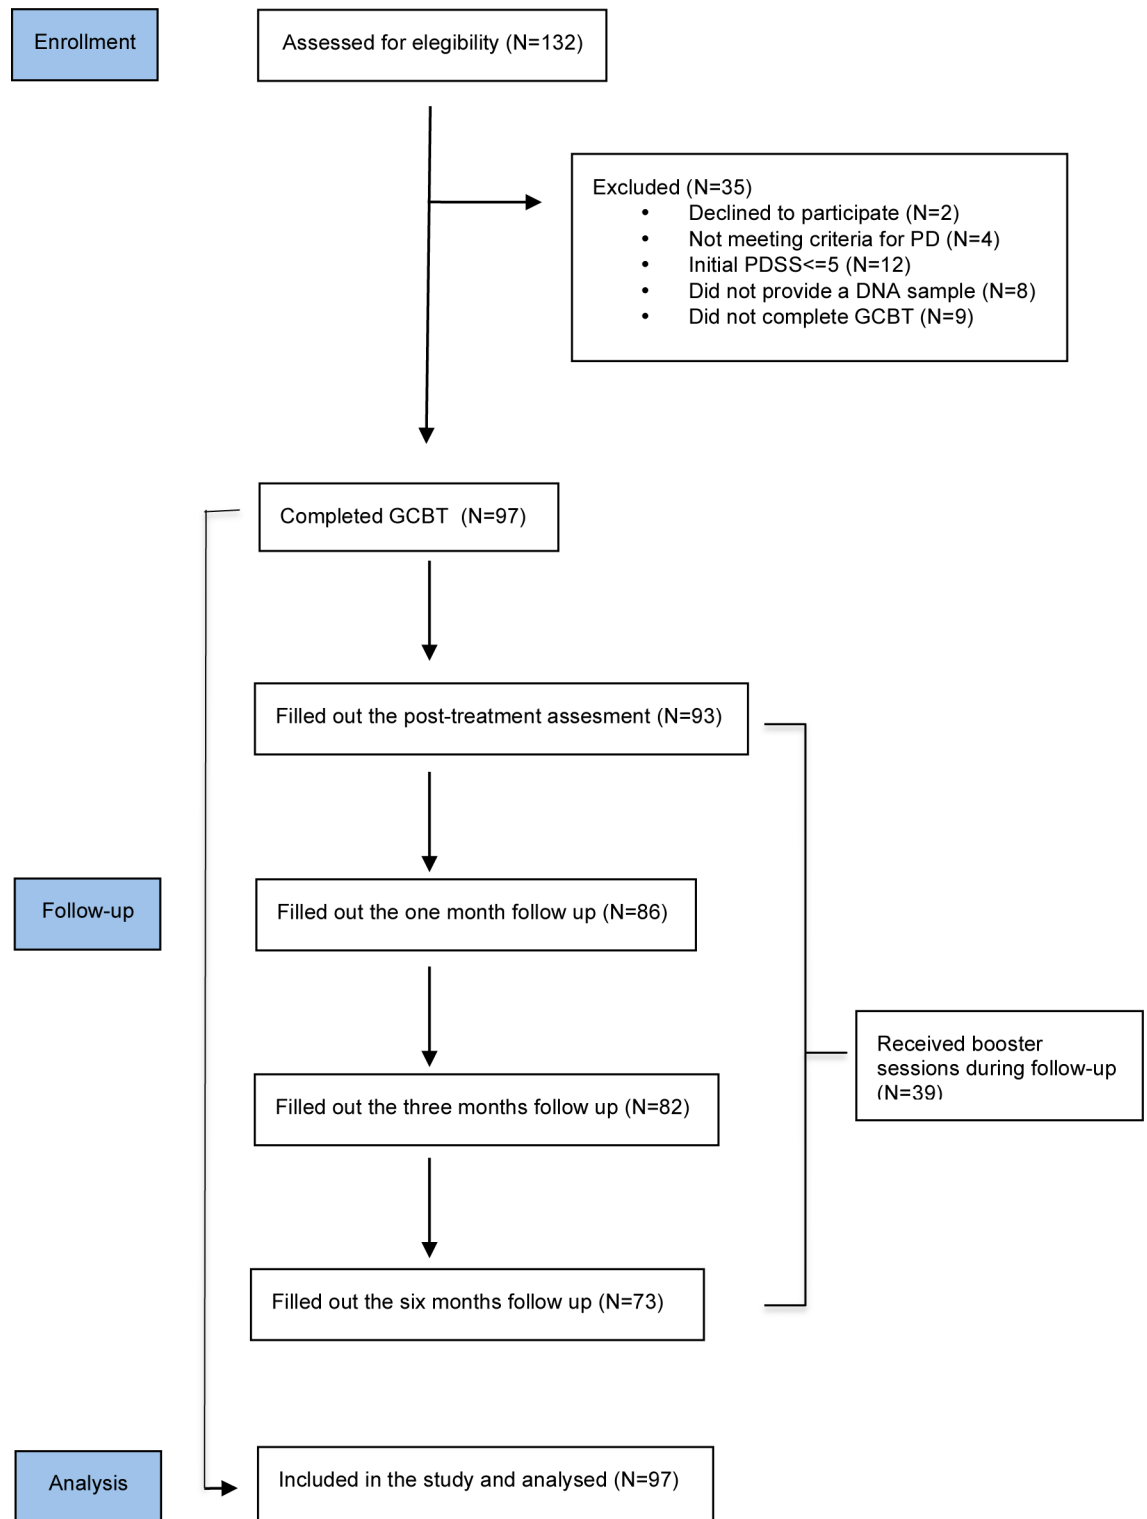 Enrollment
Assessed for elegibility (N=132)
Excluded (N=35)
• Declined to participate (N=2)
• Not meeting criteria for PD (N=4)
• Initial PDSS<=5 (N=12)
• Did not provide a DNA sample (N=8)
• Did not complete GCBT (N=9)
Completed GCBT (N=97)
Filled out the post-treatment assesment (N=93)
Follow-up
Filled out the one month follow up (N=86)
Received booster
sessions during follow-up
(N=39)
Filled out the three months follow up (N=82)
Filled out the six months follow up (N=73)
Analysis
Included in the study and analysed (N=97)